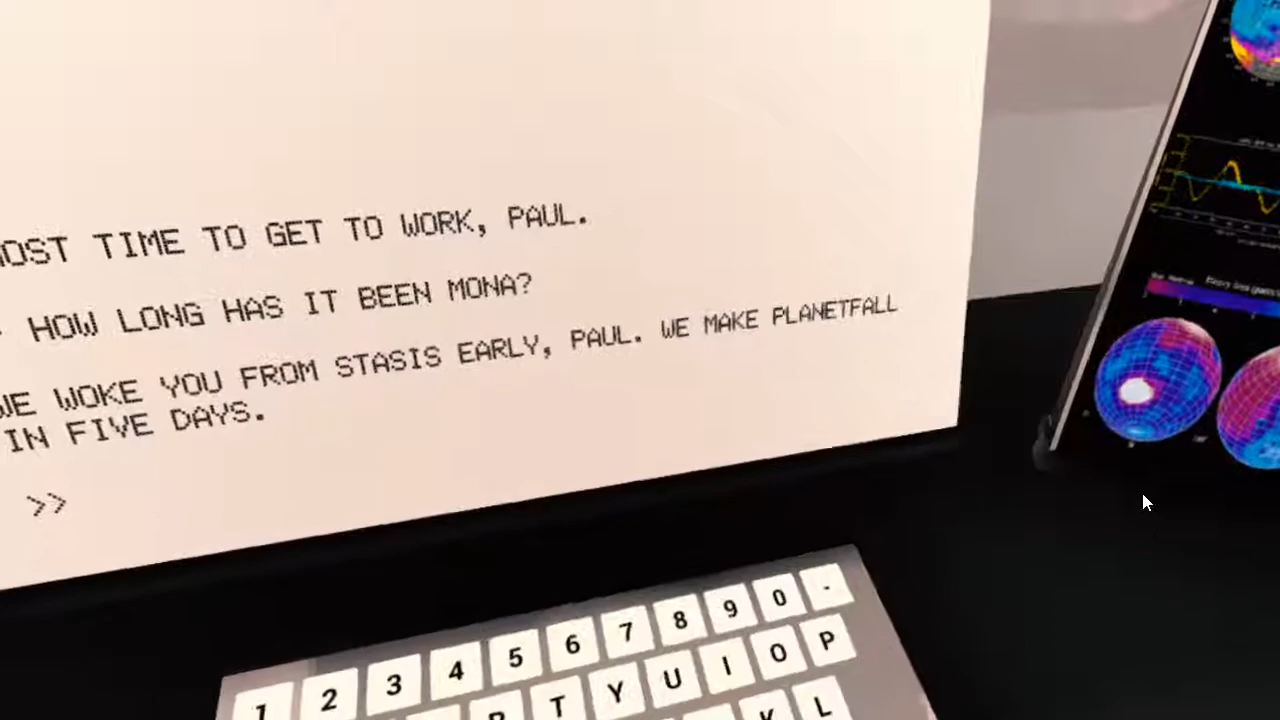 OST TIME TO GET TO WORK, PAUL.
HOW LONG HAS IT BEEN MONA?
WE WOKE YOU FROM STASIS EARLY, PAUL. WE MAKE PLANETFALL
IN FIVE DAYS.
>>
1 2 3 4 5 6 7 8 9 0 -
R T Y U I O P
K L